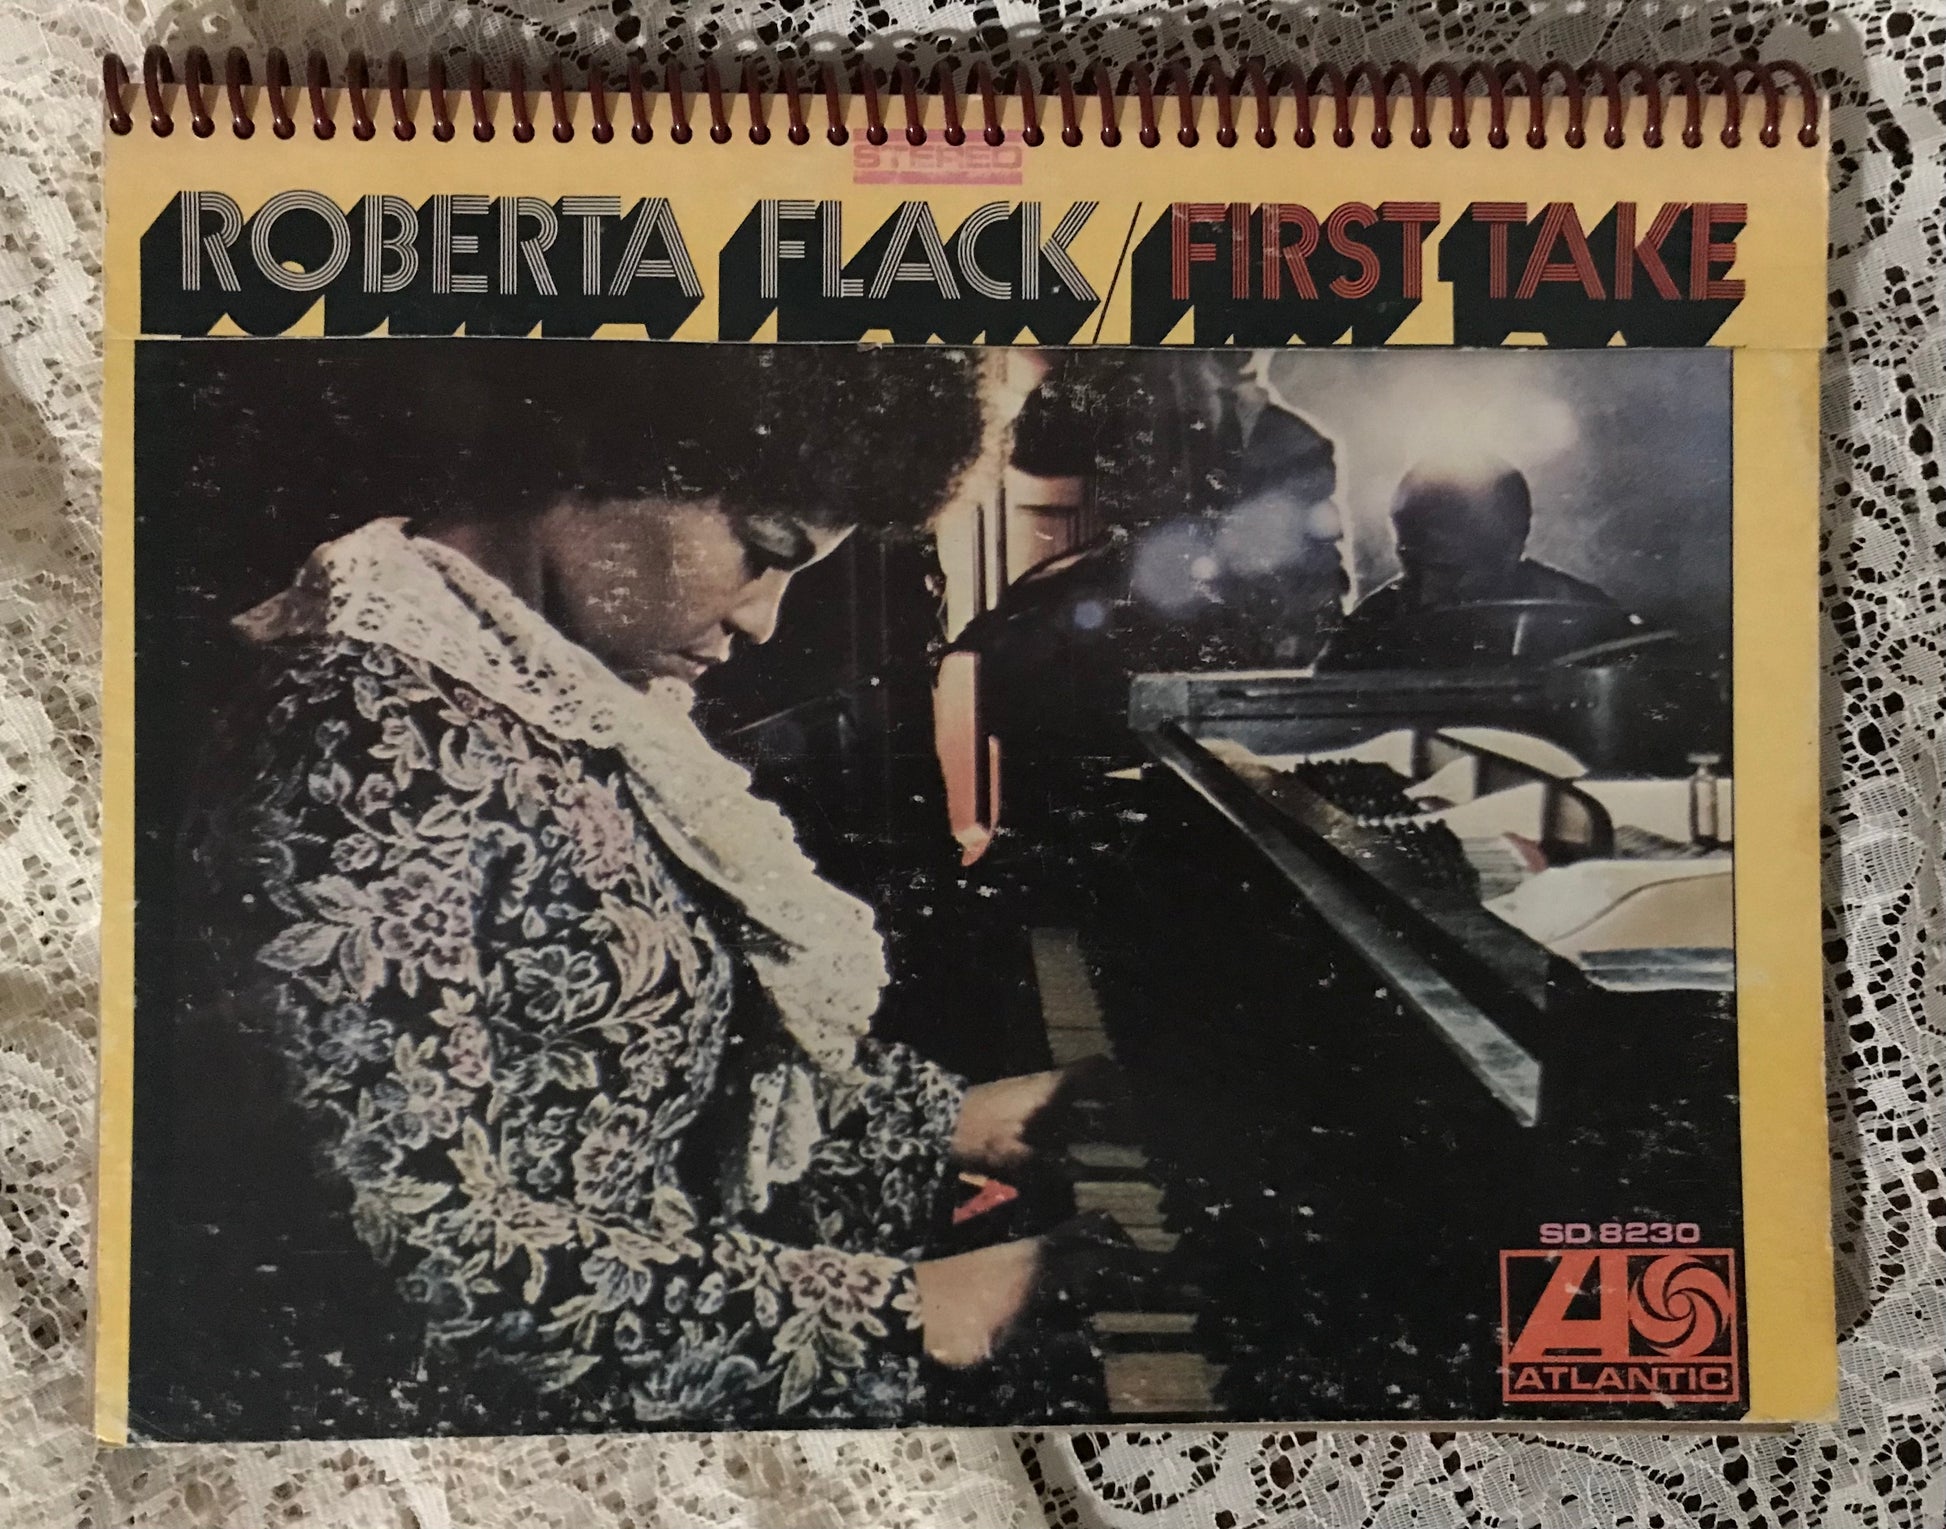 STEREO
ROBERTA FLACK/FIRST TAKE
SD 8230
ATLANTIC